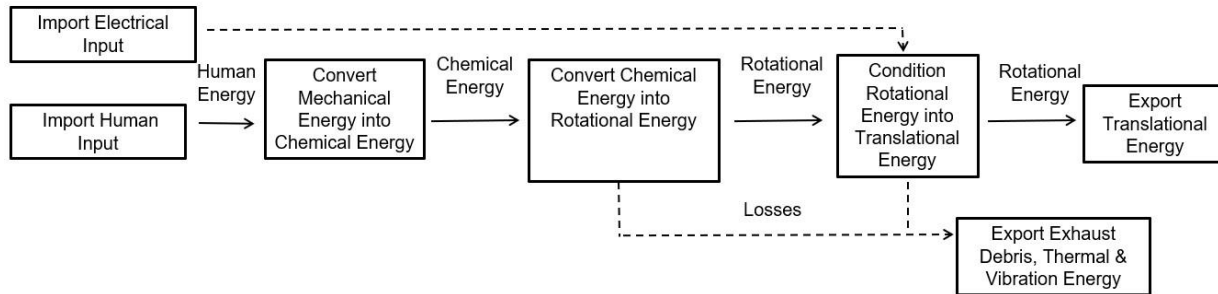 Import Electrical
Input
Import Human
Input
Human
Energy
Convert
Mechanical
Energy into
Chemical Energy
Chemical
Energy
Convert Chemical
Energy into
Rotational Energy
Rotational
Energy
Condition
Rotational
Energy into
Translational
Energy
Rotational
Energy
Export
Translational
Energy
Losses
Export Exhaust
Debris, Thermal &
Vibration Energy